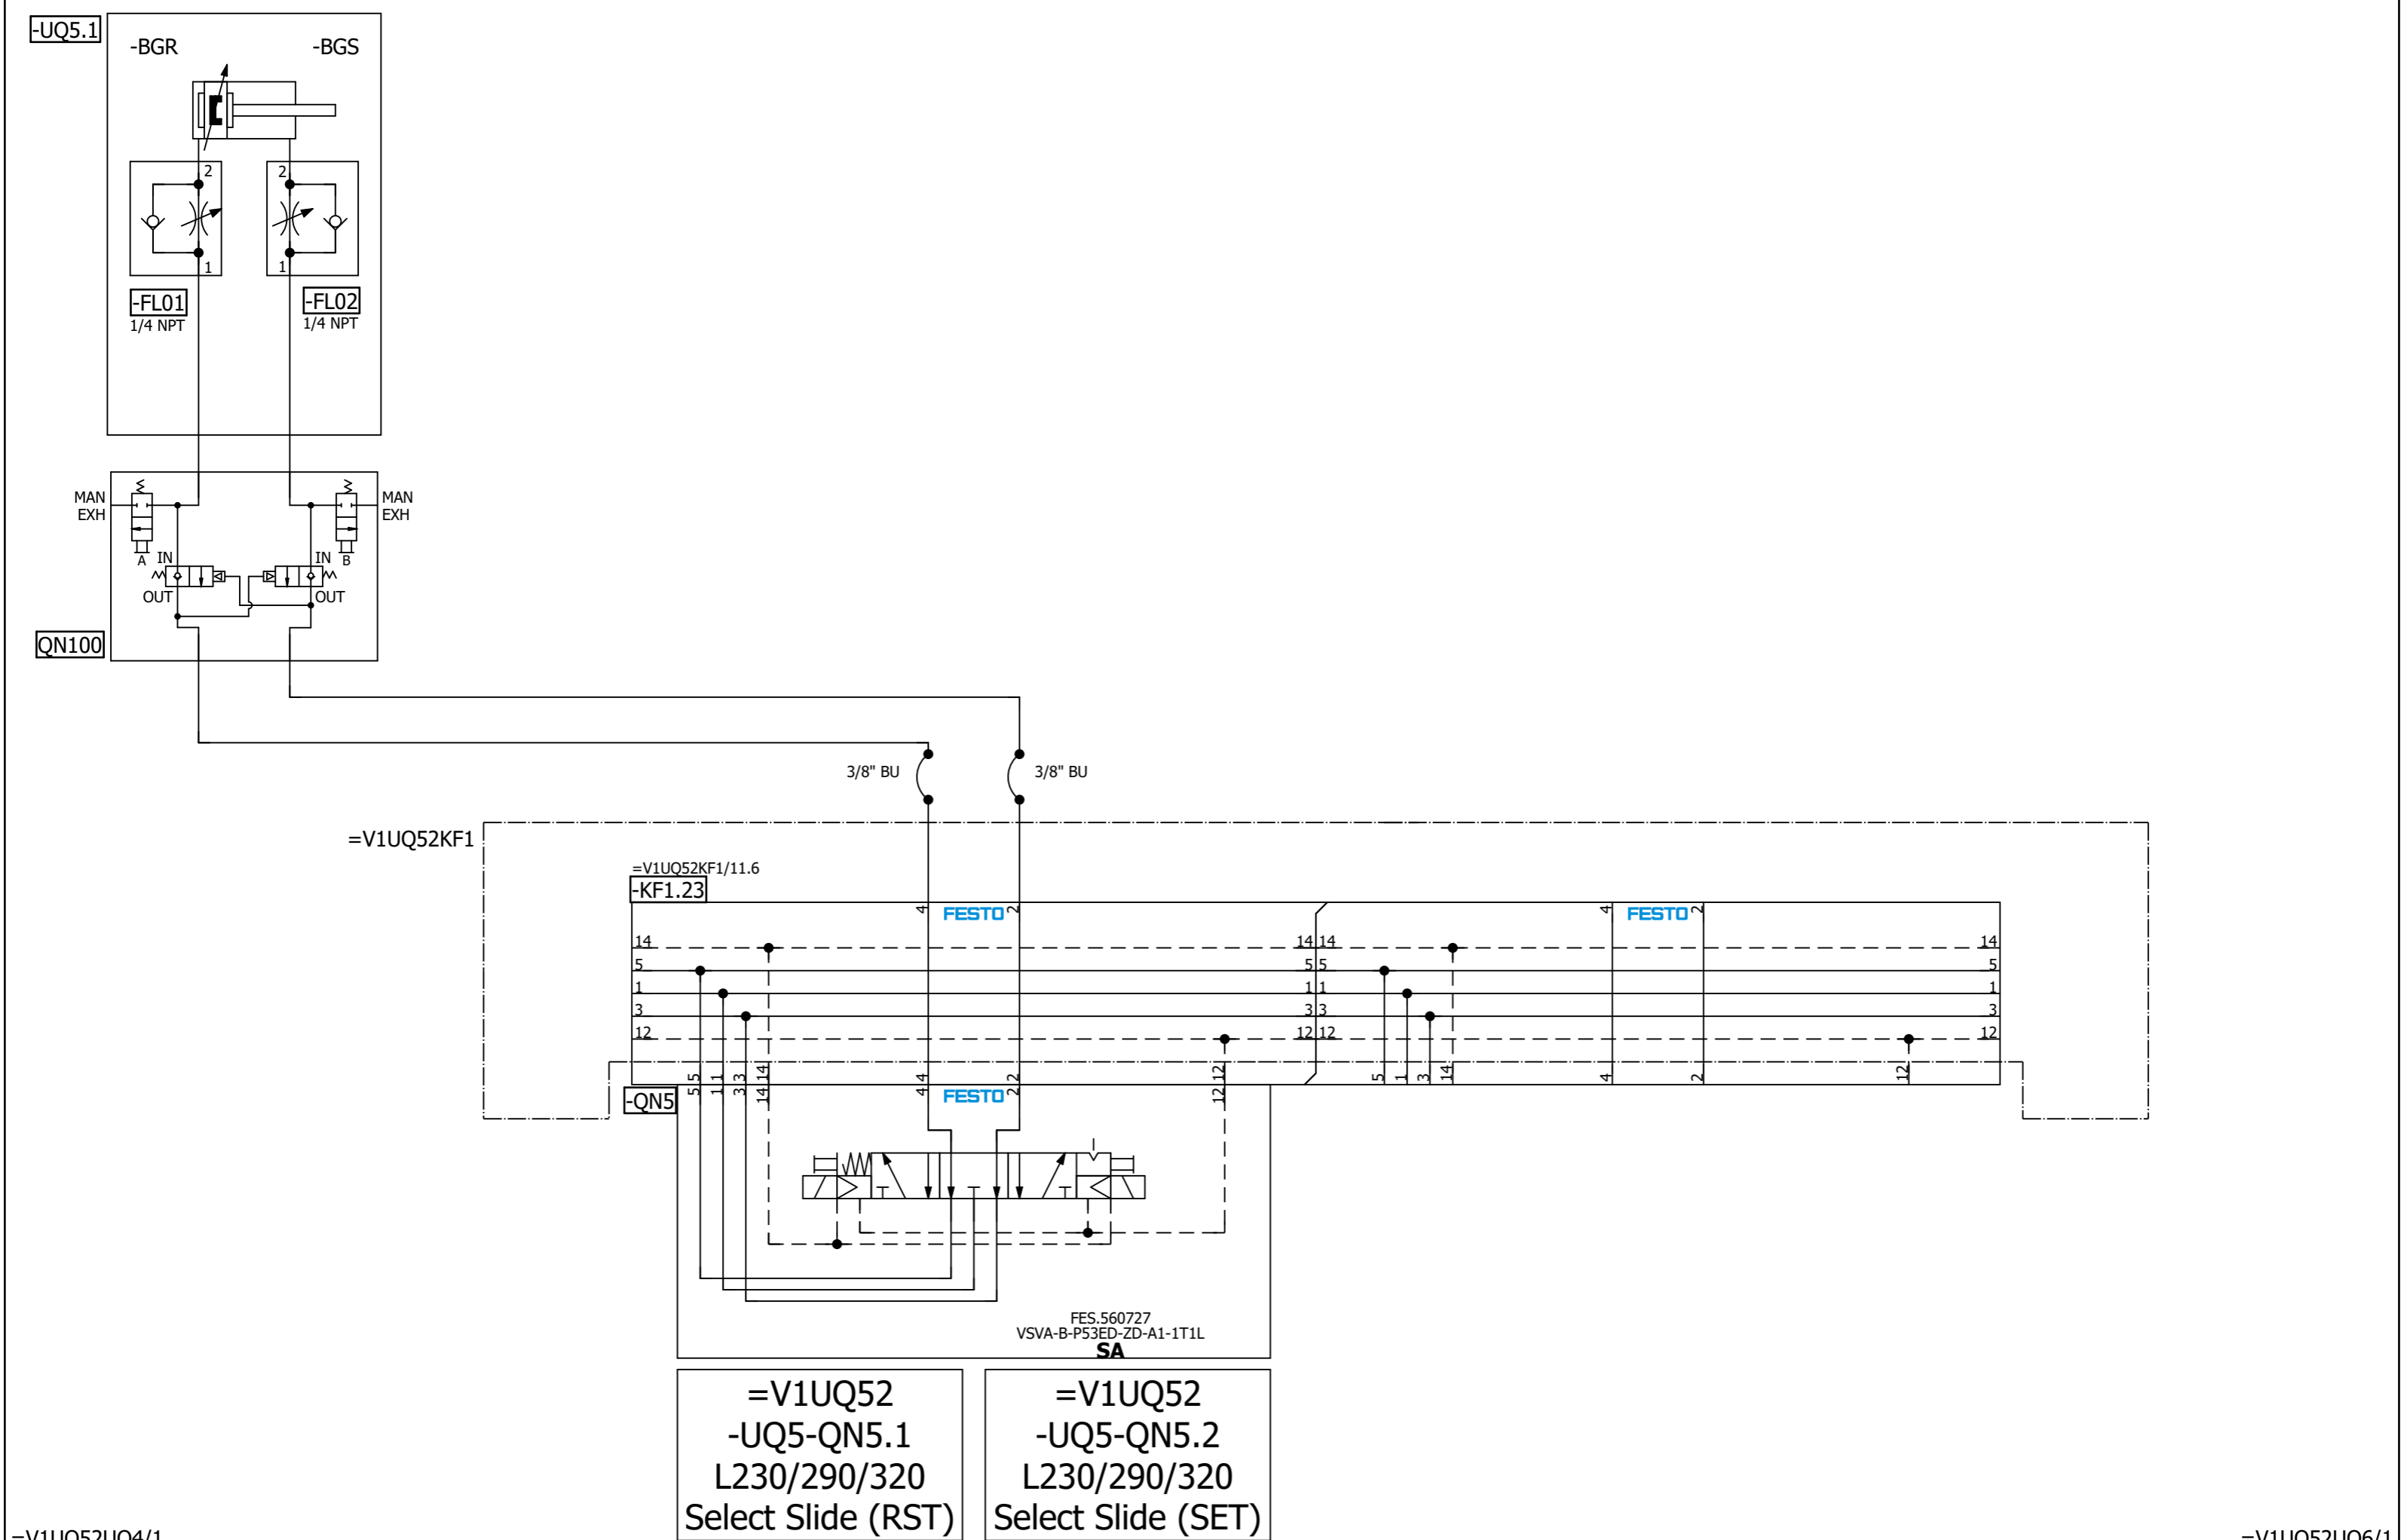 -UQ5.1
-BGR
-BGS
2
2
1
1
-FL01
1/4 NPT
-FL02
1/4 NPT
MAN
EXH
MAN
EXH
A
IN
IN
B
OUT
OUT
QN100
3/8" BU
3/8" BU
=V1UQ52KF1
=V1UQ52KF1/11.6
-KF1.23
4
FESTO
2
4
FESTO
2
14
14
14
14
5
5
5
5
1
1
1
1
3
3
3
3
12
12
12
12
5
1
3
14
4
2
12
5
1
3
14
4
2
12
-QN5
5
1
3
14
4
FESTO
2
12
FES.560727
VSVA-B-P53ED-ZD-A1-1T1L
SA
=V1UQ52
-UQ5-QN5.1
L230/290/320
Select Slide (RST)
=V1UQ52
-UQ5-QN5.2
L230/290/320
Select Slide (SET)
=V1UQ52UQ4/1
=V1UQ52UQ6/1